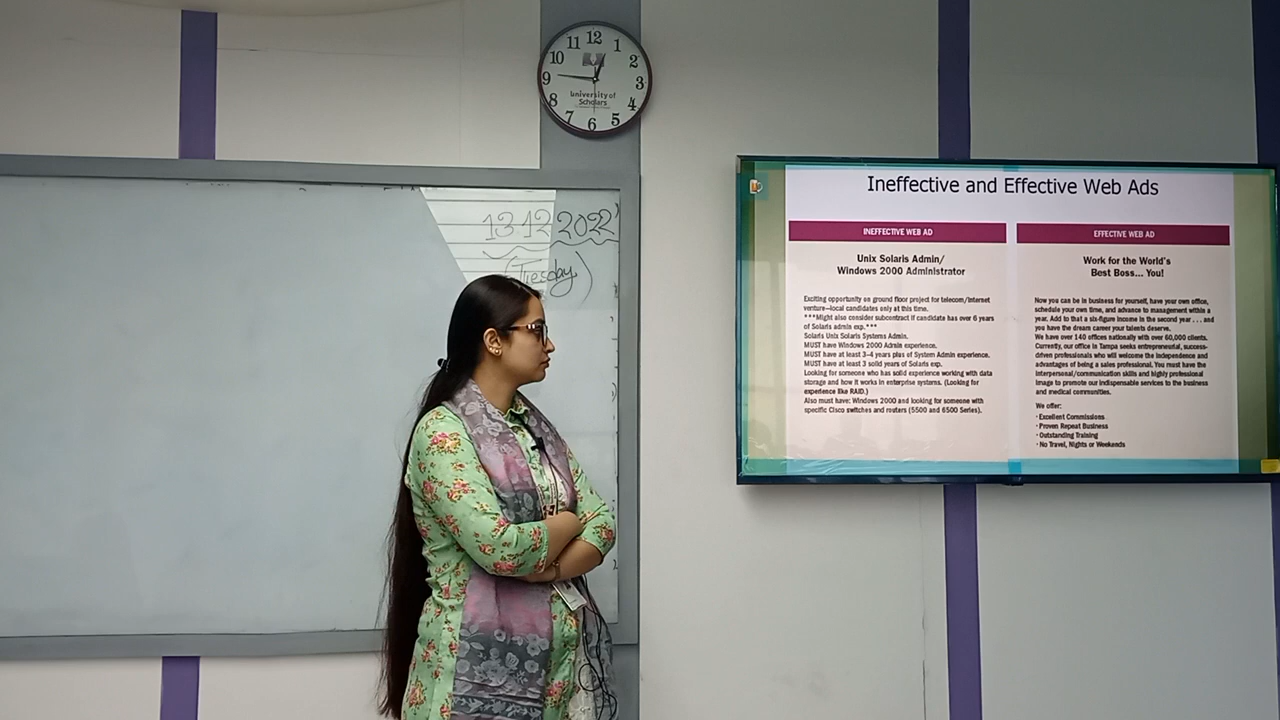 12
11 1
10 2
9 3
University of
Scholars
8 4
7 5
6
13.12.2022
(Tuesday)
Ineffective and Effective Web Ads
INEFFECTIVE WEB AD
Unix Solaris Admin/
Windows 2000 Administrator
Exciting opportunity on ground floor project for telecom/Internet
venture—local candidates only at this time.
***Might also consider subcontract if candidate has over 6 years
of Solaris admin exp.***
Solaris Unix Solaris Systems Admin.
MUST have Windows 2000 Admin experience.
MUST have at least 3–4 years plus of System Admin experience.
MUST have at least 3 solid years of Solaris exp.
Looking for someone who has solid experience working with data
storage and how it works in enterprise systems. (Looking for
experience like RAID.)
Also must have: Windows 2000 and looking for someone with
specific Cisco switches and routers (5500 and 6500 Series).
EFFECTIVE WEB AD
Work for the World's
Best Boss... You!
Now you can be in business for yourself, have your own office,
schedule your own time, and advance to management within a
year. Add to that a six-figure income in the second year . . . and
you have the dream career your talents deserve.
We have over 140 offices nationally with over 60,000 clients.
Currently, our office in Tampa seeks entrepreneurial, success-
driven professionals who will welcome the independence and
advantages of being a sales professional. You must have the
interpersonal/communication skills and highly professional
image to promote our indispensable services to the business
and medical communities.
We offer:
· Excellent Commissions
· Proven Repeat Business
· Outstanding Training
· No Travel, Nights or Weekends